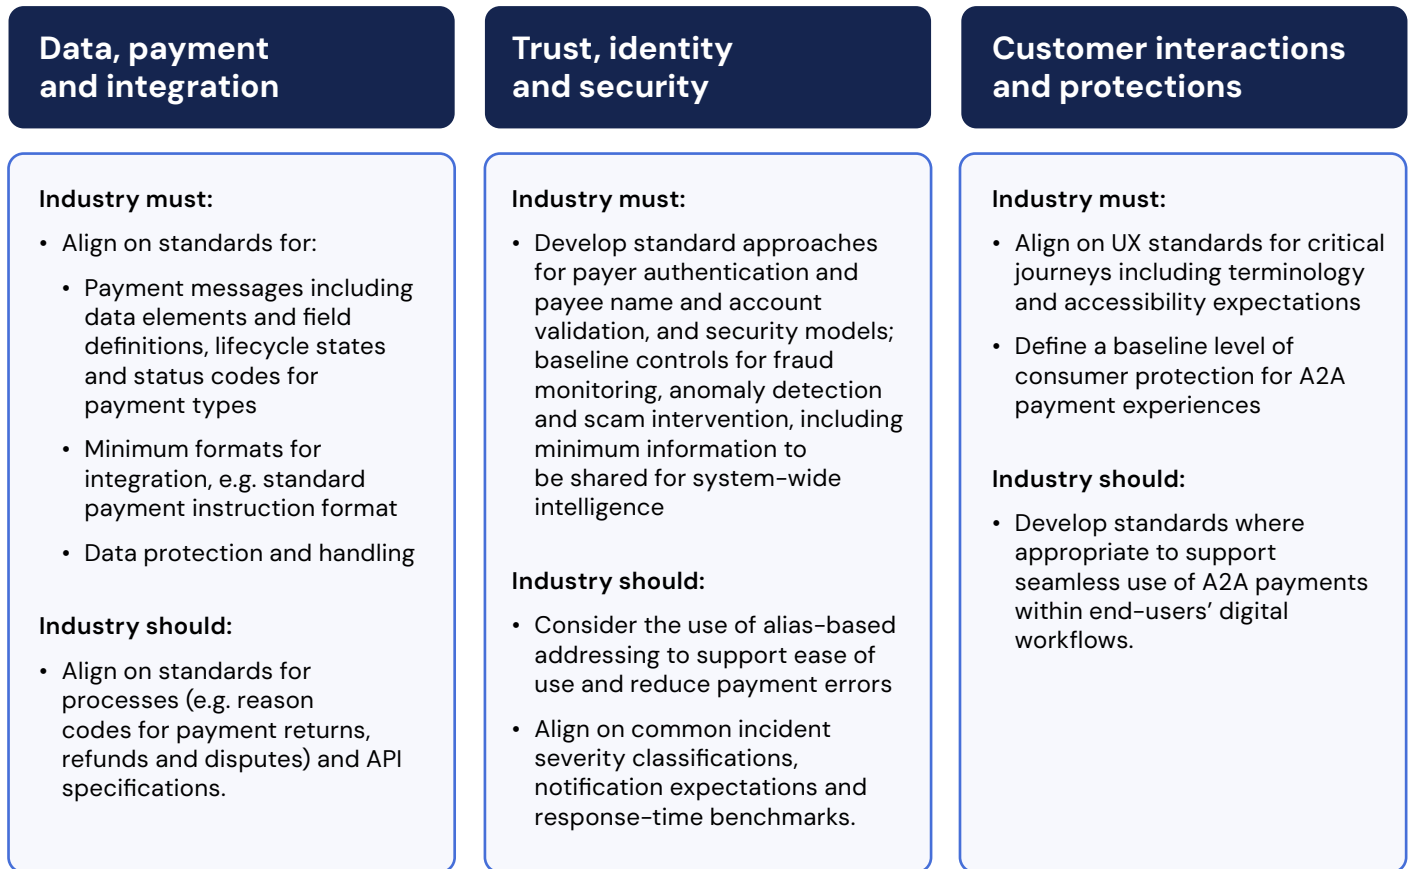 Data, payment
and integration
Industry must:
• Align on standards for:
• Payment messages including
data elements and field
definitions, lifecycle states
and status codes for
payment types
• Minimum formats for
integration, e.g. standard
payment instruction format
• Data protection and handling
Industry should:
• Align on standards for
processes (e.g. reason
codes for payment returns,
refunds and disputes) and API
specifications.
Trust, identity
and security
Industry must:
• Develop standard approaches
for payer authentication and
payee name and account
validation, and security models;
baseline controls for fraud
monitoring, anomaly detection
and scam intervention, including
minimum information to
be shared for system-wide
intelligence
Industry should:
• Consider the use of alias-based
addressing to support ease of
use and reduce payment errors
• Align on common incident
severity classifications,
notification expectations and
response-time benchmarks.
Customer interactions
and protections
Industry must:
• Align on UX standards for critical
journeys including terminology
and accessibility expectations
• Define a baseline level of
consumer protection for A2A
payment experiences
Industry should:
• Develop standards where
appropriate to support
seamless use of A2A payments
within end-users’ digital
workflows.